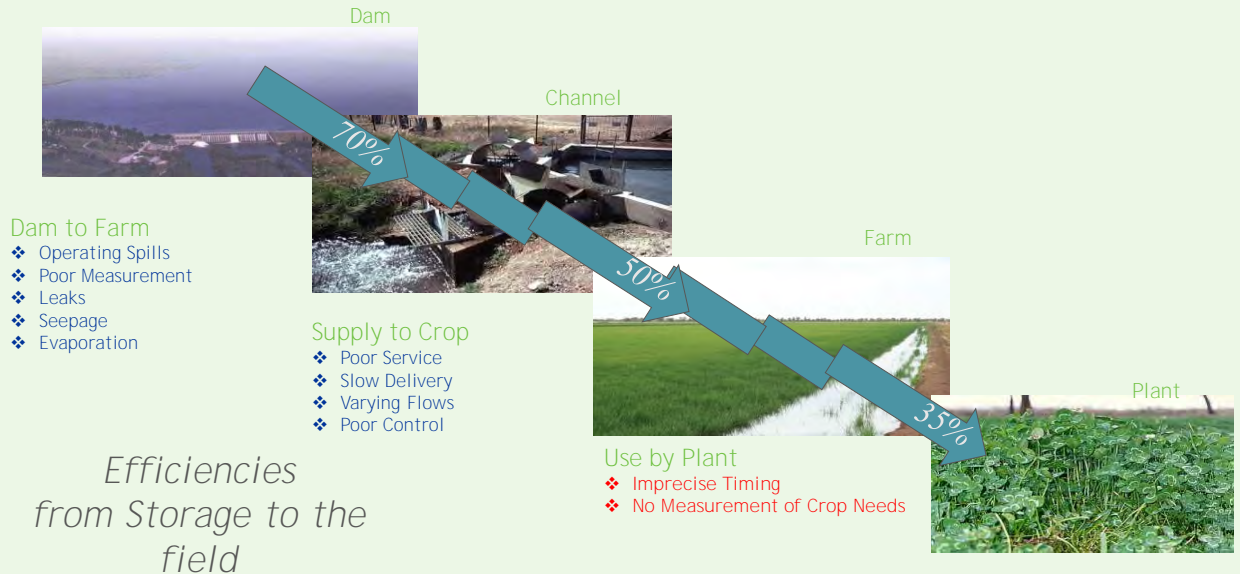 Dam
Channel
70%
Dam to Farm
❖ Operating Spills
❖ Poor Measurement
❖ Leaks
❖ Seepage
❖ Evaporation
Farm
50%
Supply to Crop
❖ Poor Service
❖ Slow Delivery
❖ Varying Flows
❖ Poor Control
Plant
35%
Use by Plant
❖ Imprecise Timing
❖ No Measurement of Crop Needs
Efficiencies
from Storage to the
field